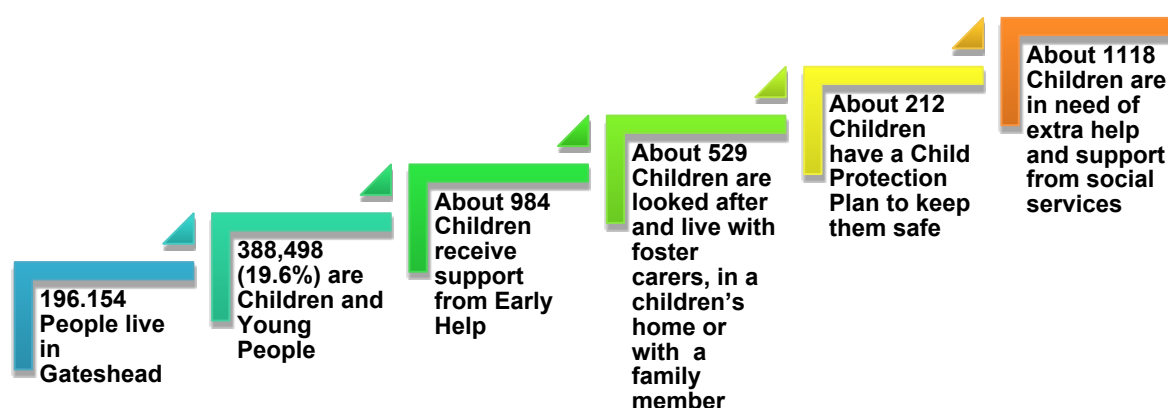 196.154
People live
in
Gateshead
388,498
(19.6%) are
Children and
Young
People
About 984
Children
receive
support
from Early
Help
About 529
Children are
looked after
and live with
foster
carers, in a
children's
home or
with a
family
member
About 212
Children
have a Child
Protection
Plan to keep
them safe
About 1118
Children are
in need of
extra help
and support
from social
services